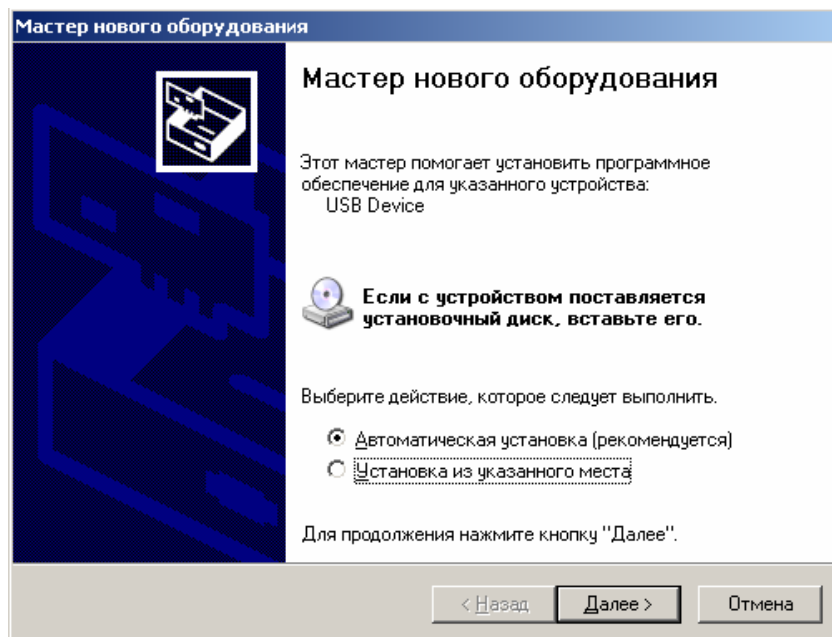 Мастер нового оборудования
Мастер нового оборудования
Этот мастер помогает установить программное
обеспечение для указанного устройства:
USB Device
Если с устройством поставляется
установочный диск, вставьте его.
Выберите действие, которое следует выполнить.
Автоматическая установка (рекомендуется)
Установка из указанного места
Для продолжения нажмите кнопку "Далее".
< Назад Далее > Отмена